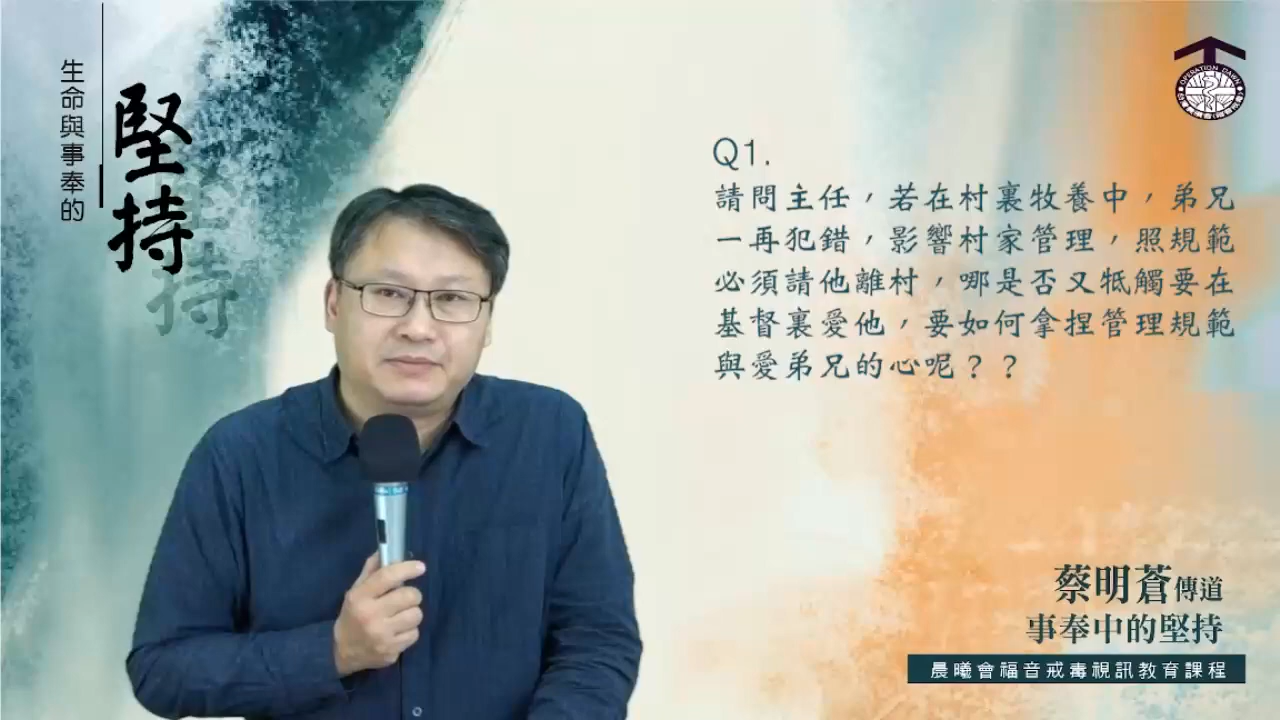 生命與事奉的
堅持
持
OPERATION DAWN
Q1.
請問主任，若在村裏牧養中，弟兄
一再犯錯，影響村家管理，照規範
必須請他離村，哪是否又牴觸要在
基督裏愛他，要如何拿捏管理規範
與愛弟兄的心呢？？
蔡明蒼傳道
事奉中的堅持
晨曦會福音戒毒視訊教育課程